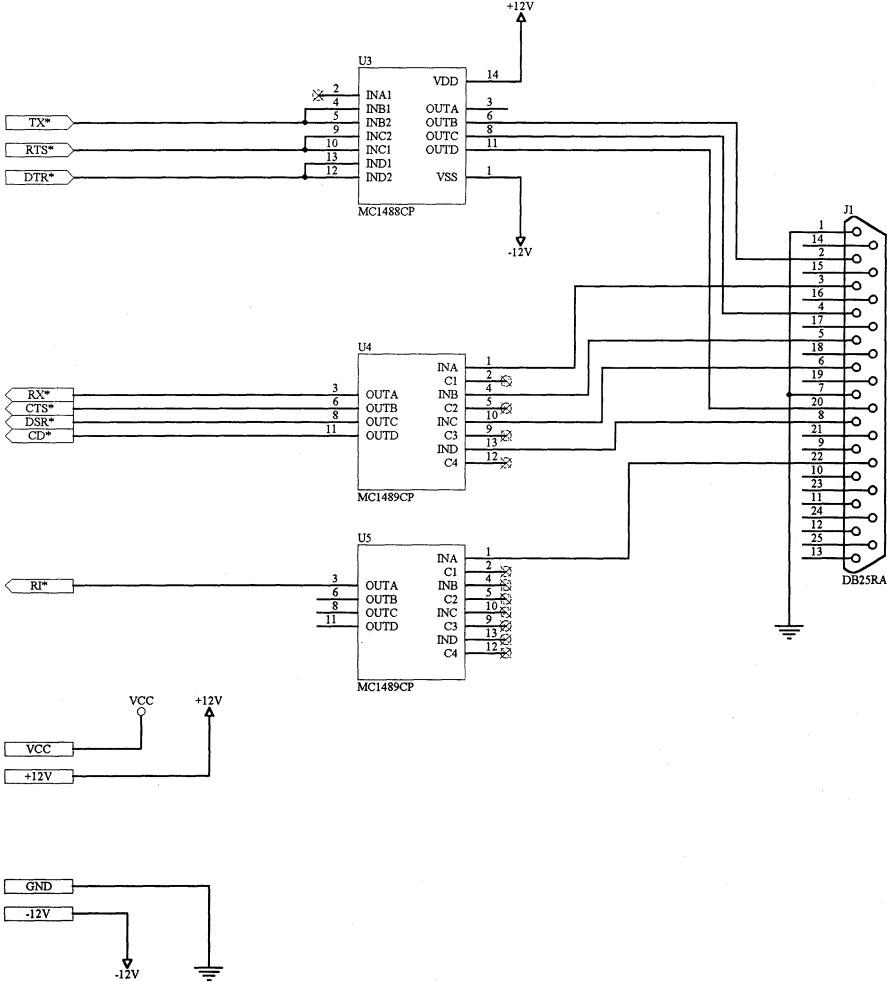 +12V
U3
VDD 14
2 INA1
4 INB1 OUTA 3
TX* 5 INB2 OUTB 6
9 INC2 OUTC 8
RTS* 10 INC1 OUTD 11
13 IND1
DTR* 12 IND2 VSS 1
MC1488CP
-12V
J1
1
14
2
15
3
16
4
17
5
18
6
19
7
20
8
21
9
22
10
23
11
24
12
25
13
DB25RA
U4
INA 1
C1 2
RX* 3 OUTA INB 4
CTS* 6 OUTB C2 5
DSR* 8 OUTC INC 10
CD* 11 OUTD C3 9
IND 13
C4 12
MC1489CP
U5
INA 1
C1 2
RI* 3 OUTA INB 4
6 OUTB C2 5
8 OUTC INC 10
11 OUTD C3 9
IND 13
C4 12
MC1489CP
VCC +12V
VCC
+12V
GND
-12V
-12V